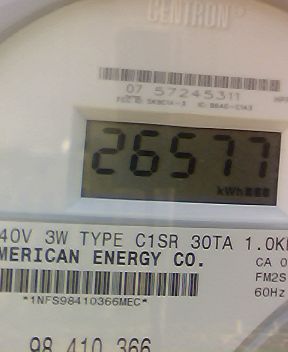 CENTRON
07 57245311
26577
kWh
40V 3W TYPE C1SR 30TA 1.0K
MERICAN ENERGY CO.
CA 0
FM2S
60Hz
*1NFS98410366MEC*
98 410 366